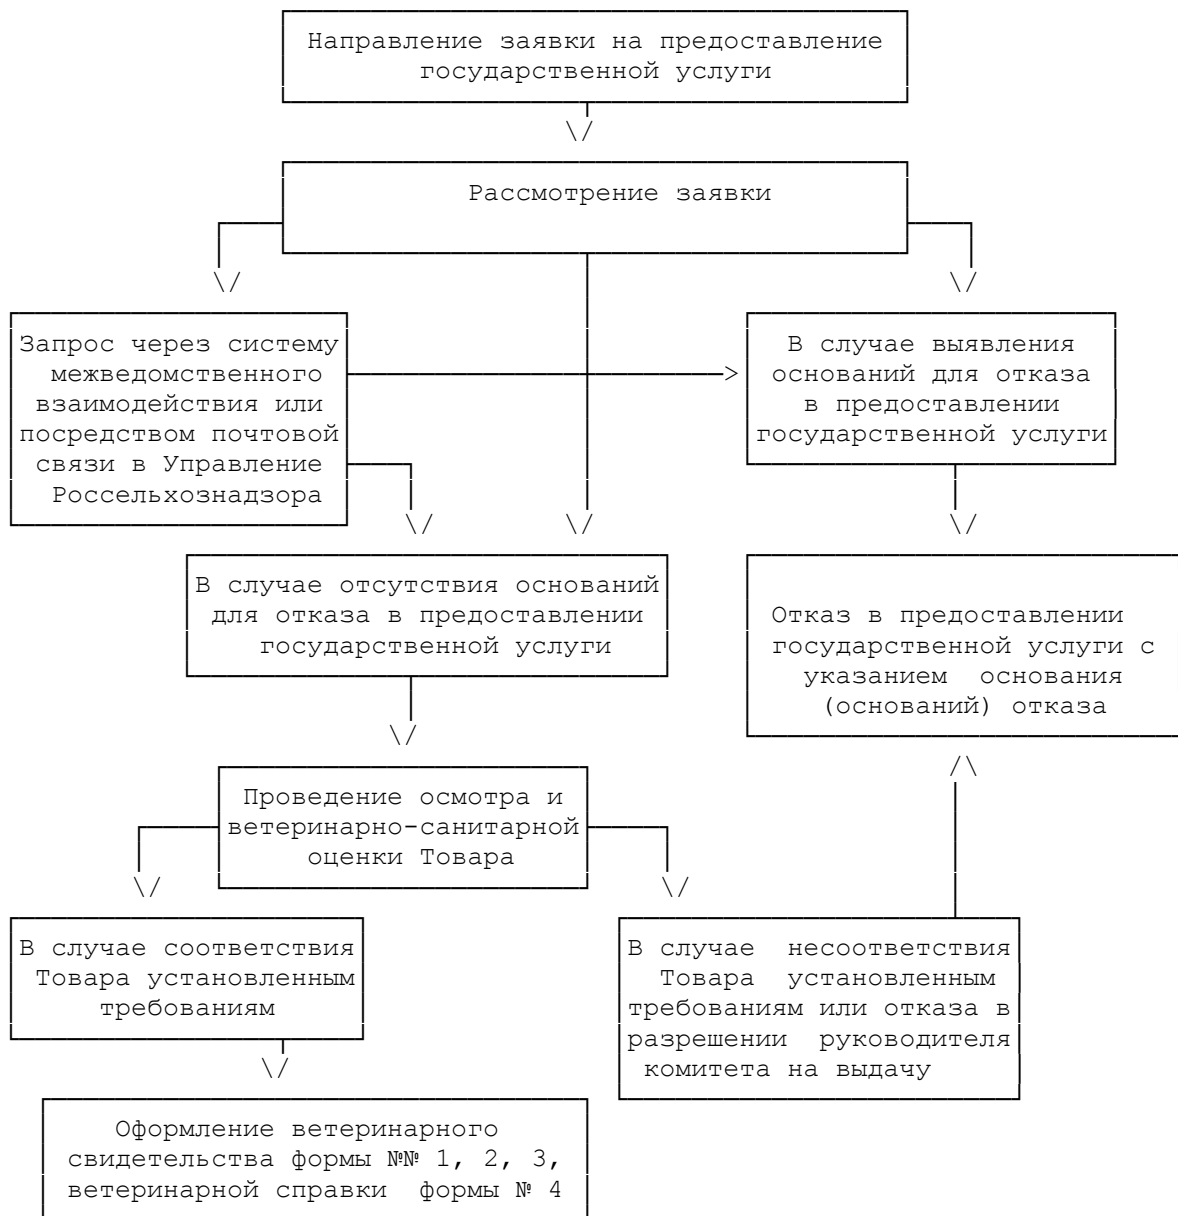 Направление заявки на предоставление
государственной услуги
Рассмотрение заявки
Запрос через систему
межведомственного
взаимодействия или
посредством почтовой
связи в Управление
Россельхознадзора
В случае выявления
оснований для отказа
в предоставлении
государственной услуги
В случае отсутствия оснований
для отказа в предоставлении
государственной услуги
Отказ в предоставлении
государственной услуги с
указанием основания
(оснований) отказа
Проведение осмотра и
ветеринарно-санитарной
оценки Товара
В случае соответствия
Товара установленным
требованиям
В случае несоответствия
Товара установленным
требованиям или отказа в
разрешении руководителя
комитета на выдачу
Оформление ветеринарного
свидетельства формы №№ 1, 2, 3,
ветеринарной справки формы № 4